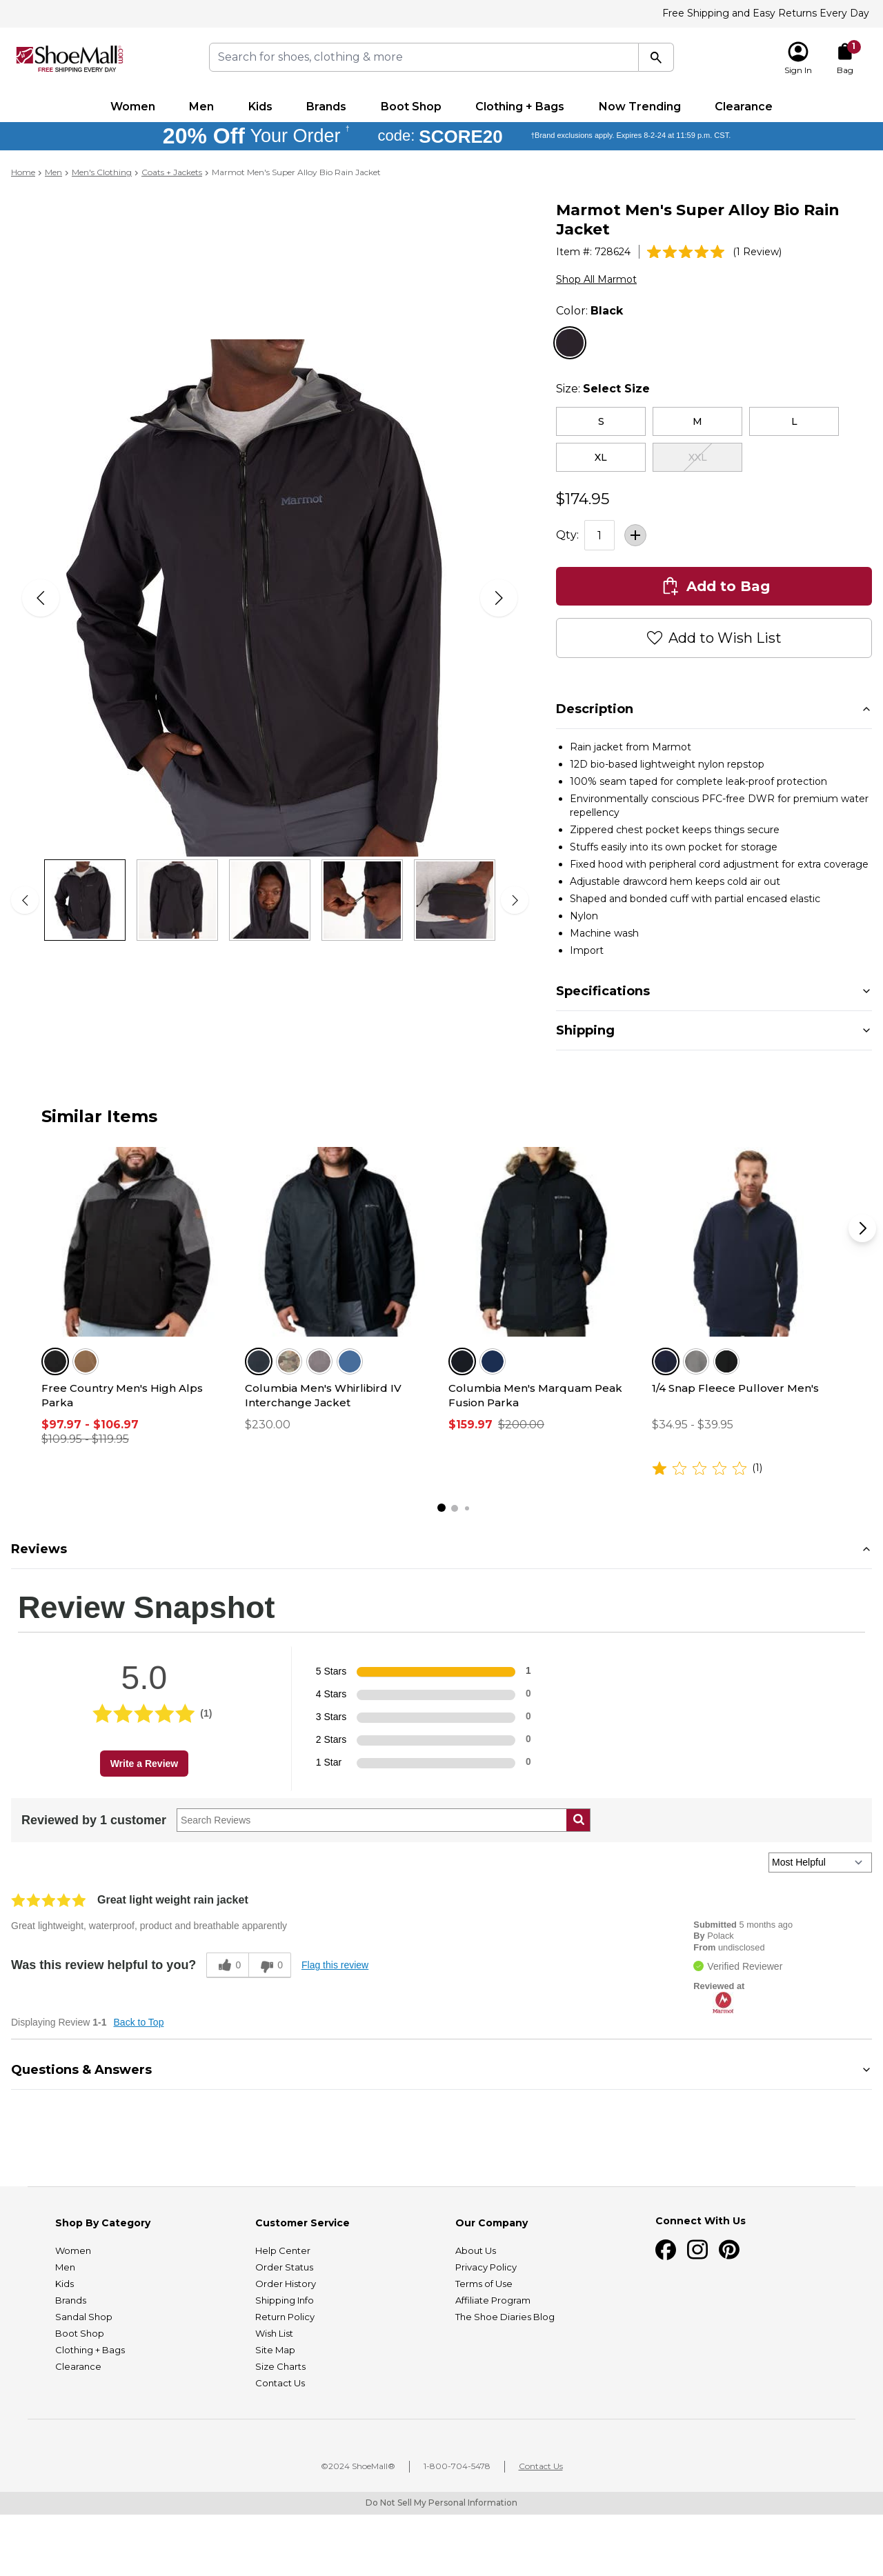 Free Shipping and Easy Returns Every Day
ShoeMall.COM
FREE SHIPPING EVERY DAY
Search for shoes, clothing & more
Sign In
1
Bag
Women Men Kids Brands Boot Shop Clothing + Bags Now Trending Clearance
20% Off Your Order † code: SCORE20 †Brand exclusions apply. Expires 8-2-24 at 11:59 p.m. CST.
Home › Men › Men's Clothing › Coats + Jackets › Marmot Men's Super Alloy Bio Rain Jacket
Marmot Men's Super Alloy Bio Rain
Jacket
Item #: 728624 (1 Review)
Shop All Marmot
Color: Black
Size: Select Size
S M L
XL XXL
$174.95
Qty: 1
Add to Bag
Add to Wish List
Marmot
Description
Rain jacket from Marmot
12D bio-based lightweight nylon repstop
100% seam taped for complete leak-proof protection
Environmentally conscious PFC-free DWR for premium water
repellency
Zippered chest pocket keeps things secure
Stuffs easily into its own pocket for storage
Fixed hood with peripheral cord adjustment for extra coverage
Adjustable drawcord hem keeps cold air out
Shaped and bonded cuff with partial encased elastic
Nylon
Machine wash
Import
Specifications
Shipping
Similar Items
Free Country Men's High Alps
Parka
$97.97 - $106.97
$109.95 - $119.95
Columbia Men's Whirlibird IV
Interchange Jacket
$230.00
Columbia Men's Marquam Peak
Fusion Parka
$159.97 $200.00
1/4 Snap Fleece Pullover Men's
$34.95 - $39.95
(1)
Reviews
Review Snapshot
5.0
(1)
Write a Review
5 Stars 1
4 Stars 0
3 Stars 0
2 Stars 0
1 Star 0
Reviewed by 1 customer Search Reviews
Most Helpful
Great light weight rain jacket
Great lightweight, waterproof, product and breathable apparently
Was this review helpful to you? 0 0 Flag this review
Submitted 5 months ago
By Polack
From undisclosed
Verified Reviewer
Reviewed at
Marmot
Displaying Review 1-1 Back to Top
Questions & Answers
Shop By Category
Women
Men
Kids
Brands
Sandal Shop
Boot Shop
Clothing + Bags
Clearance
Customer Service
Help Center
Order Status
Order History
Shipping Info
Return Policy
Wish List
Site Map
Size Charts
Contact Us
Our Company
About Us
Privacy Policy
Terms of Use
Affiliate Program
The Shoe Diaries Blog
Connect With Us
©2024 ShoeMall® 1-800-704-5478 Contact Us
Do Not Sell My Personal Information